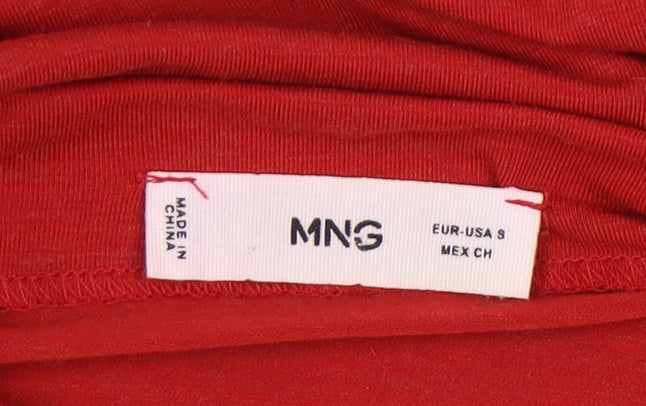 MADE IN
CHINA
MNG
EUR-USA S
MEX CH